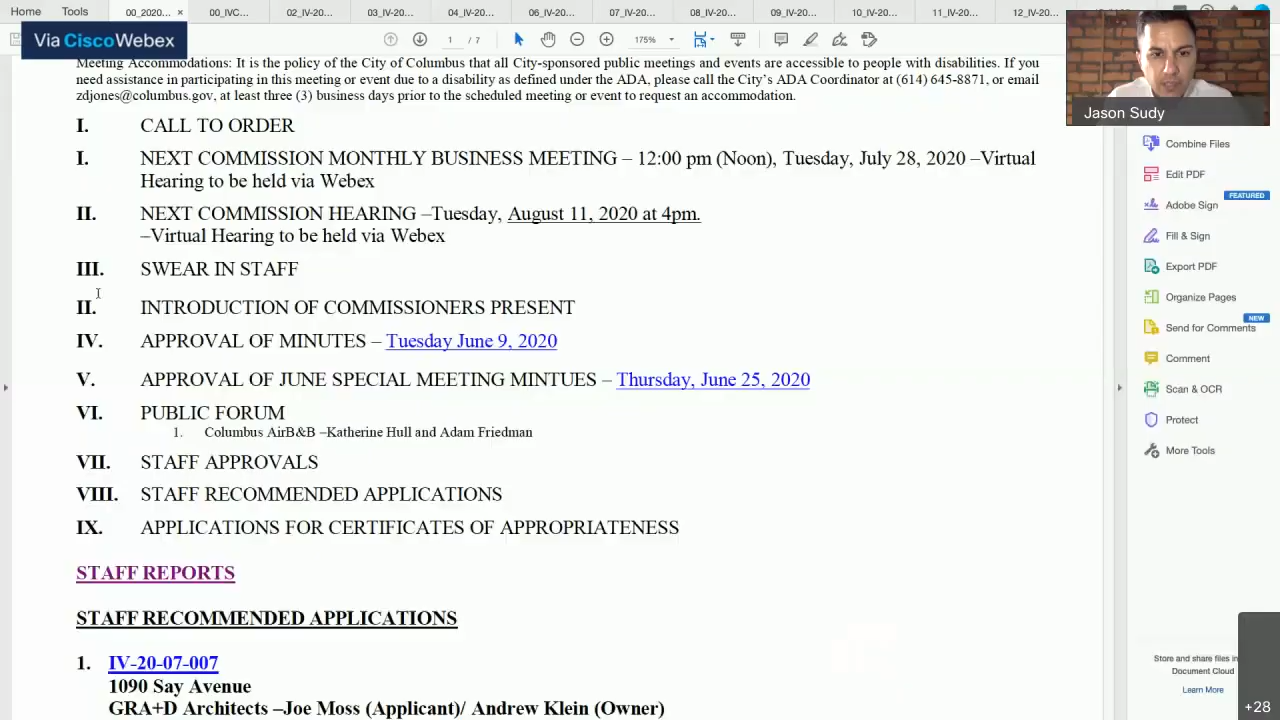 Home Tools 00_2020... × 00_IVC... 02_IV-20... 03_IV-20... 04_IV-20... 06_IV-20... 07_IV-20... 08_IV-20... 09_IV-20... 10_IV-20... 11_IV-20... 12_IV-20...
Via CiscoWebex
1 / 7 175%
Jason Sudy
Meeting Accommodations: It is the policy of the City of Columbus that all City-sponsored public meetings and events are accessible to people with disabilities. If you
need assistance in participating in this meeting or event due to a disability as defined under the ADA, please call the City's ADA Coordinator at (614) 645-8871, or email
zdjones@columbus.gov, at least three (3) business days prior to the scheduled meeting or event to request an accommodation.
I. CALL TO ORDER
I. NEXT COMMISSION MONTHLY BUSINESS MEETING – 12:00 pm (Noon), Tuesday, July 28, 2020 –Virtual
Hearing to be held via Webex
II. NEXT COMMISSION HEARING –Tuesday, August 11, 2020 at 4pm.
–Virtual Hearing to be held via Webex
III. SWEAR IN STAFF
II. INTRODUCTION OF COMMISSIONERS PRESENT
IV. APPROVAL OF MINUTES – Tuesday June 9, 2020
V. APPROVAL OF JUNE SPECIAL MEETING MINTUES – Thursday, June 25, 2020
VI. PUBLIC FORUM
1. Columbus AirB&B –Katherine Hull and Adam Friedman
VII. STAFF APPROVALS
VIII. STAFF RECOMMENDED APPLICATIONS
IX. APPLICATIONS FOR CERTIFICATES OF APPROPRIATENESS
STAFF REPORTS
STAFF RECOMMENDED APPLICATIONS
1. IV-20-07-007
1090 Say Avenue
GRA+D Architects –Joe Moss (Applicant)/ Andrew Klein (Owner)
Combine Files
Edit PDF
FEATURED
Adobe Sign
Fill & Sign
Export PDF
Organize Pages
NEW
Send for Comments
Comment
Scan & OCR
Protect
More Tools
Store and share files in
Document Cloud
Learn More
+28